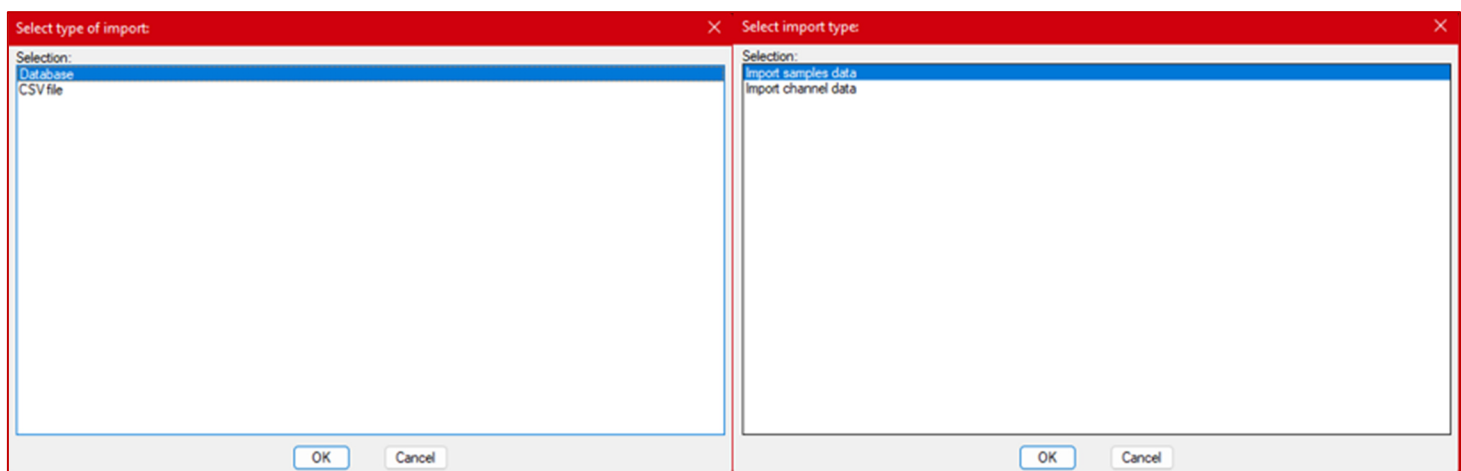 Select type of import:
Selection:
Database
CSV file
OK Cancel
Select import type:
Selection:
Import samples data
Import channel data
OK Cancel